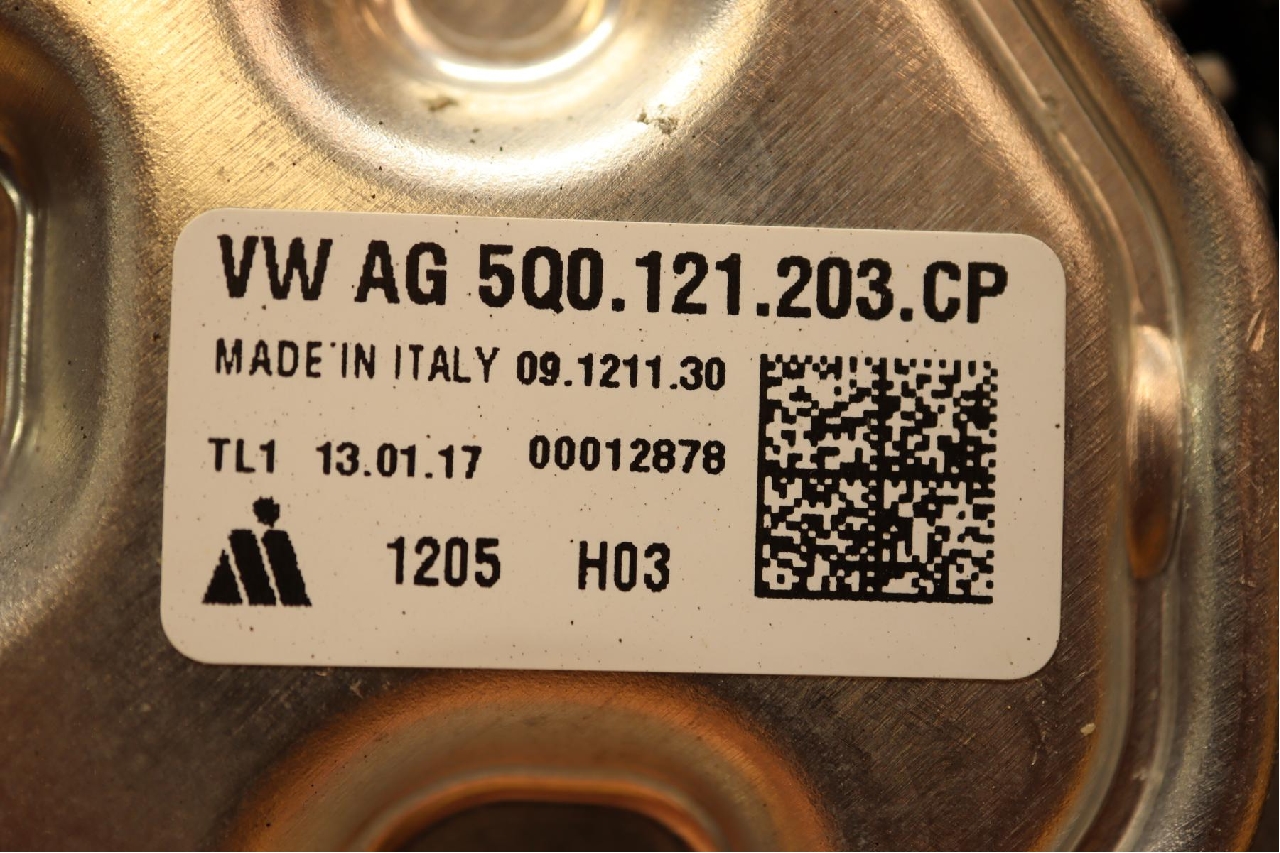 VW AG 5Q0.121.203.CP
MADE IN ITALY 09.1211.30
TL1 13.01.17 00012878
1205 H03